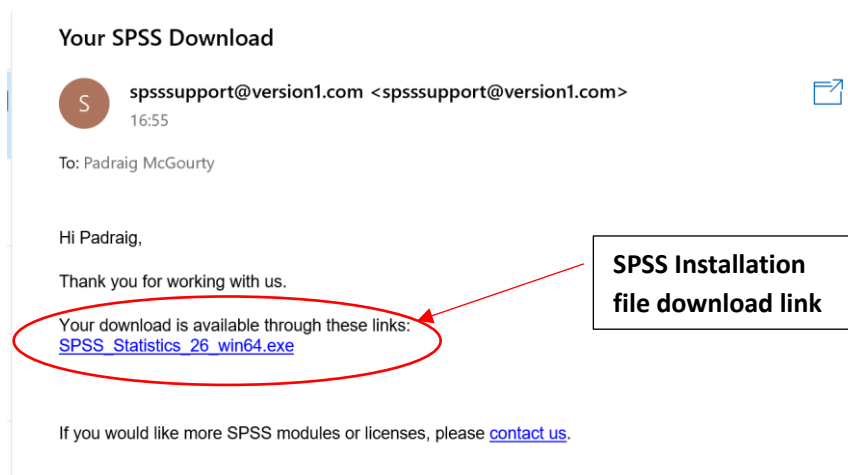 Your SPSS Download
S
spsssupport@version1.com <spsssupport@version1.com>
16:55
To: Padraig McGourty
Hi Padraig,
Thank you for working with us.
Your download is available through these links:
SPSS_Statistics_26_win64.exe
SPSS Installation
file download link
If you would like more SPSS modules or licenses, please contact us.